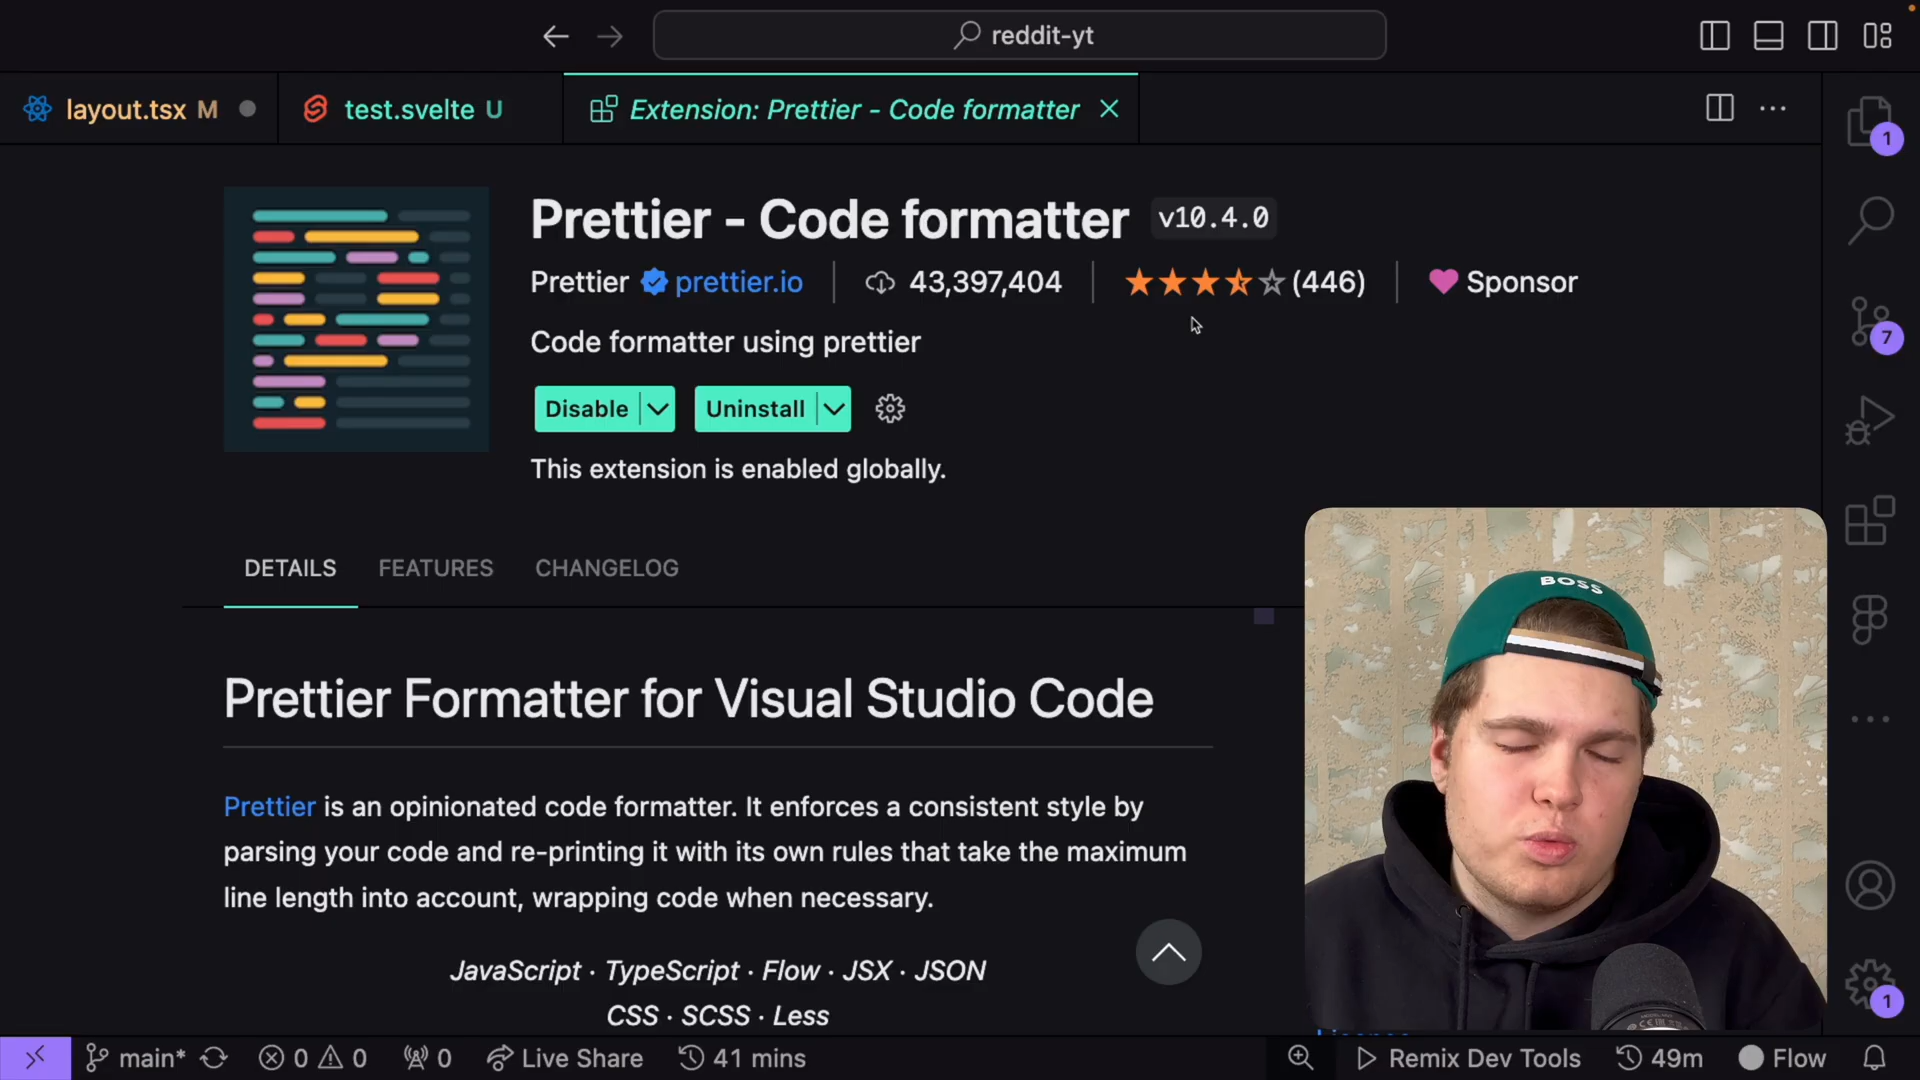 reddit-yt
layout.tsx M
test.svelte U
Extension: Prettier - Code formatter
1
Prettier - Code formatter v10.4.0
Prettier prettier.io 43,397,404 (446) Sponsor
7
Code formatter using prettier
Disable Uninstall
This extension is enabled globally.
DETAILS FEATURES CHANGELOG
BOSS
Prettier Formatter for Visual Studio Code
Prettier is an opinionated code formatter. It enforces a consistent style by
parsing your code and re-printing it with its own rules that take the maximum
line length into account, wrapping code when necessary.
JavaScript · TypeScript · Flow · JSX · JSON
CSS · SCSS · Less
1
main* 0 0 0 Live Share 41 mins Remix Dev Tools 49m Flow